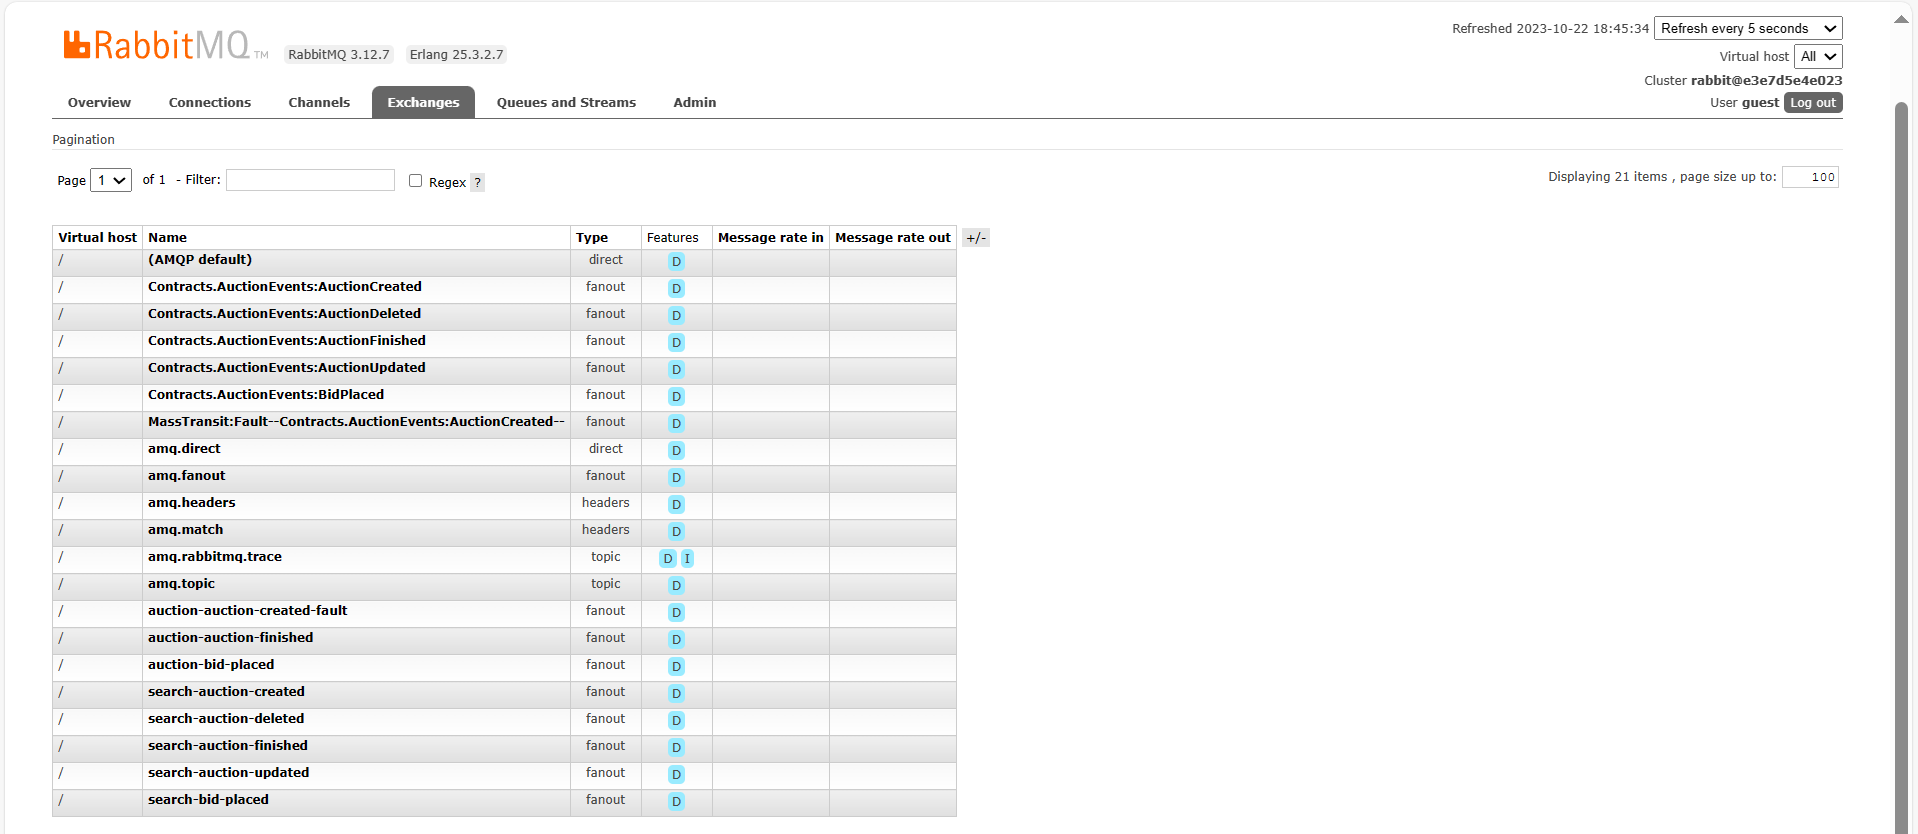 Refreshed 2023-10-22 18:45:34 Refresh every 5 seconds
RabbitMQ TM RabbitMQ 3.12.7 Erlang 25.3.2.7
Virtual host All
Cluster rabbit@e3e7d5e4e023
User guest Log out
Overview Connections Channels Exchanges Queues and Streams Admin
Pagination
Page 1 of 1 - Filter: Regex ?
Displaying 21 items , page size up to: 100
Virtual host Name Type Features Message rate in Message rate out +/-
/ (AMQP default) direct D
/ Contracts.AuctionEvents:AuctionCreated fanout D
/ Contracts.AuctionEvents:AuctionDeleted fanout D
/ Contracts.AuctionEvents:AuctionFinished fanout D
/ Contracts.AuctionEvents:AuctionUpdated fanout D
/ Contracts.AuctionEvents:BidPlaced fanout D
/ MassTransit:Fault--Contracts.AuctionEvents:AuctionCreated-- fanout D
/ amq.direct direct D
/ amq.fanout fanout D
/ amq.headers headers D
/ amq.match headers D
/ amq.rabbitmq.trace topic D I
/ amq.topic topic D
/ auction-auction-created-fault fanout D
/ auction-auction-finished fanout D
/ auction-bid-placed fanout D
/ search-auction-created fanout D
/ search-auction-deleted fanout D
/ search-auction-finished fanout D
/ search-auction-updated fanout D
/ search-bid-placed fanout D